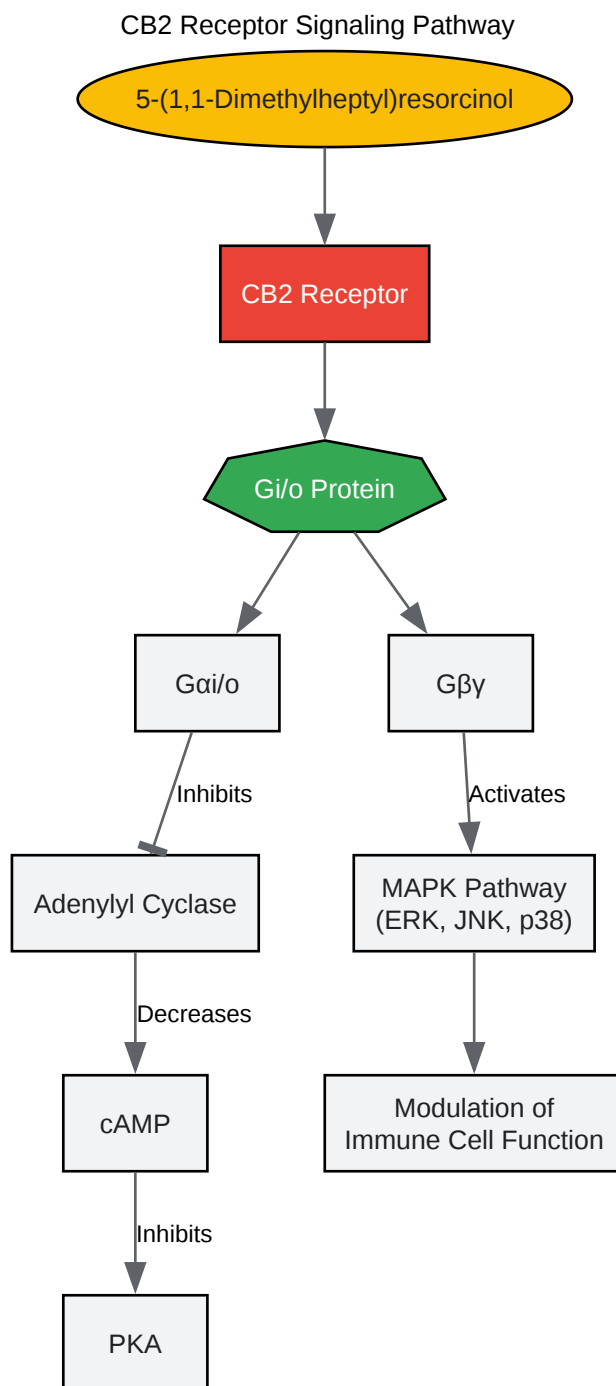 CB2 Receptor Signaling Pathway
5-(1,1-Dimethylheptyl)resorcinol
CB2 Receptor
Gi/o Protein
Gαi/o
Gβγ
Inhibits
Activates
Adenylyl Cyclase
MAPK Pathway
(ERK, JNK, p38)
Decreases
cAMP
Modulation of
Immune Cell Function
Inhibits
PKA